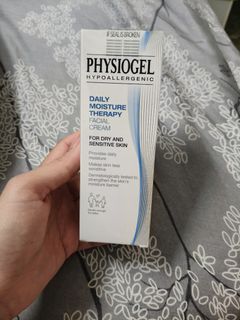 IF SEAL IS BROKEN
PHYSIOGEL
HYPOALLERGENIC
DAILY
MOISTURE
THERAPY
FACIAL
CREAM
FOR DRY AND
SENSITIVE SKIN
Provides daily
moisture
Makes skin less
sensitive
Dermatologically tested to
strengthen the skin's
moisture barrier